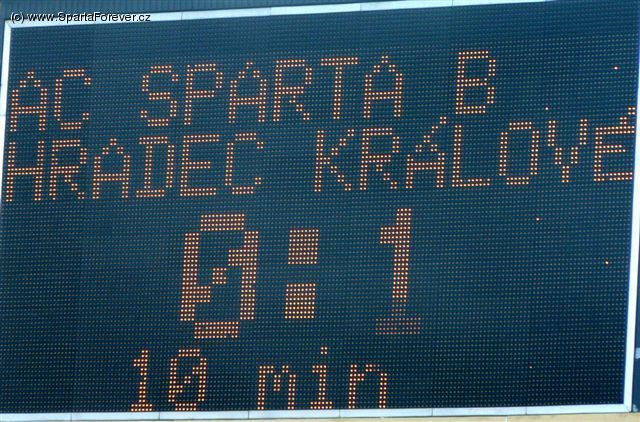 (c) www.SpartaForever.cz
AC SPARTA B
HRADEC KRÁLOVÉ
0:1
10 min